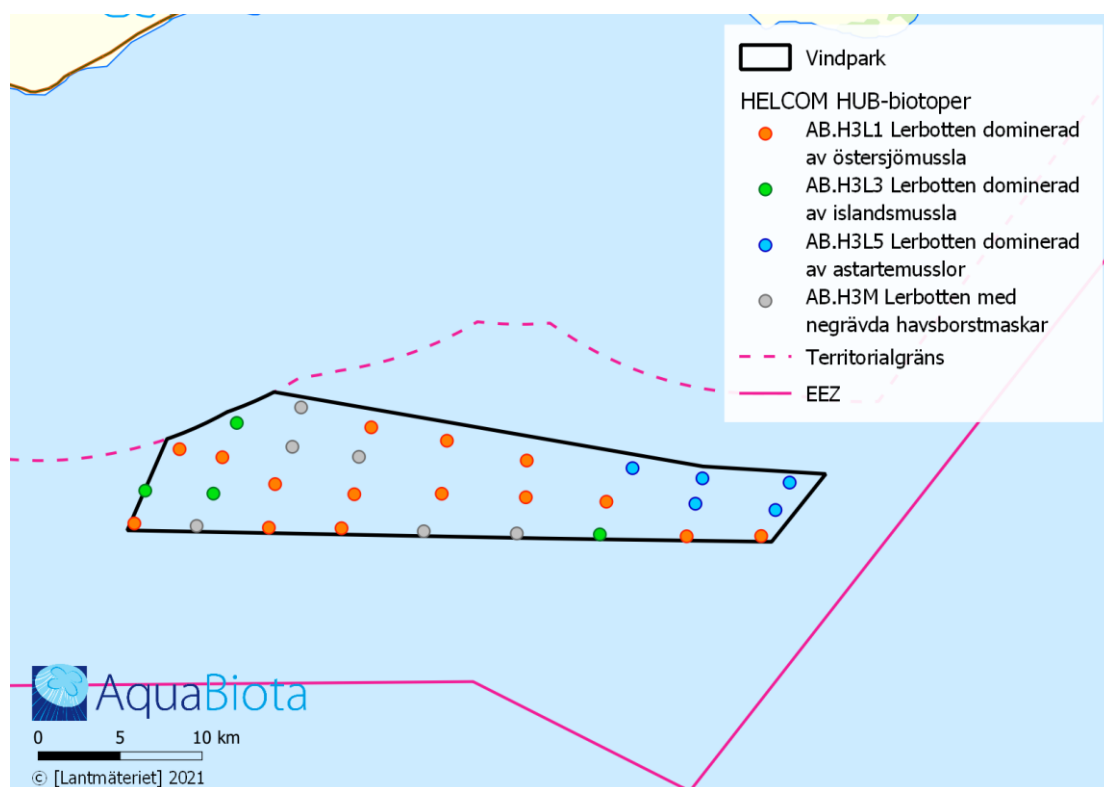 Vindpark
HELCOM HUB-biotoper
AB.H3L1 Lerbotten dominerad
av östersjömussla
AB.H3L3 Lerbotten dominerad
av islandsmussla
AB.H3L5 Lerbotten dominerad
av astartemusslor
AB.H3M Lerbotten med
negrävda havsborstmaskar
Territorialgräns
EEZ
AquaBiota
0 5 10 km
© [Lantmäteriet] 2021